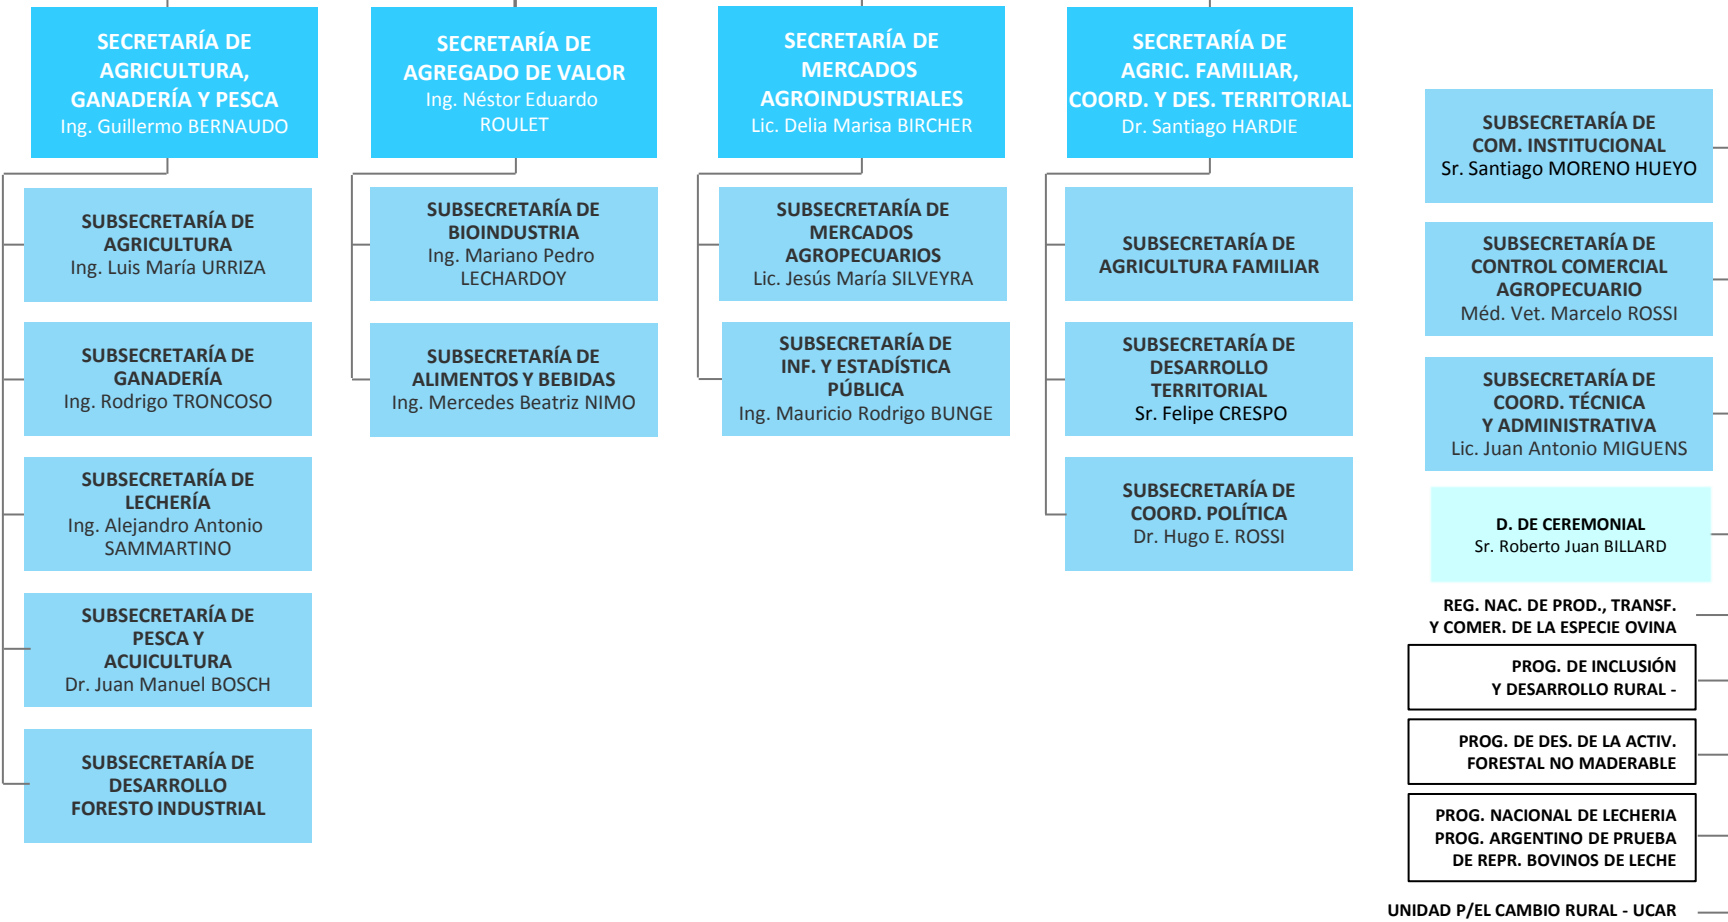 SECRETARÍA DE
AGRICULTURA,
GANADERÍA Y PESCA
Ing. Guillermo BERNAUDO
SUBSECRETARÍA DE
AGRICULTURA
Ing. Luis María URRIZA
SUBSECRETARÍA DE
GANADERÍA
Ing. Rodrigo TRONCOSO
SUBSECRETARÍA DE
LECHERÍA
Ing. Alejandro Antonio
SAMMARTINO
SUBSECRETARÍA DE
PESCA Y
ACUICULTURA
Dr. Juan Manuel BOSCH
SUBSECRETARÍA DE
DESARROLLO
FORESTO INDUSTRIAL
SECRETARÍA DE
AGREGADO DE VALOR
Ing. Néstor Eduardo
ROULET
SUBSECRETARÍA DE
BIOINDUSTRIA
Ing. Mariano Pedro
LECHARDOY
SUBSECRETARÍA DE
ALIMENTOS Y BEBIDAS
Ing. Mercedes Beatriz NIMO
SECRETARÍA DE
MERCADOS
AGROINDUSTRIALES
Lic. Delia Marisa BIRCHER
SUBSECRETARÍA DE
MERCADOS
AGROPECUARIOS
Lic. Jesús María SILVEYRA
SUBSECRETARÍA DE
INF. Y ESTADÍSTICA
PÚBLICA
Ing. Mauricio Rodrigo BUNGE
SECRETARÍA DE
AGRIC. FAMILIAR,
COORD. Y DES. TERRITORIAL
Dr. Santiago HARDIE
SUBSECRETARÍA DE
AGRICULTURA FAMILIAR
SUBSECRETARÍA DE
DESARROLLO
TERRITORIAL
Sr. Felipe CRESPO
SUBSECRETARÍA DE
COORD. POLÍTICA
Dr. Hugo E. ROSSI
SUBSECRETARÍA DE
COM. INSTITUCIONAL
Sr. Santiago MORENO HUEYO
SUBSECRETARÍA DE
CONTROL COMERCIAL
AGROPECUARIO
Méd. Vet. Marcelo ROSSI
SUBSECRETARÍA DE
COORD. TÉCNICA
Y ADMINISTRATIVA
Lic. Juan Antonio MIGUENS
D. DE CEREMONIAL
Sr. Roberto Juan BILLARD
REG. NAC. DE PROD., TRANSF.
Y COMER. DE LA ESPECIE OVINA
PROG. DE INCLUSIÓN
Y DESARROLLO RURAL -
PROG. DE DES. DE LA ACTIV.
FORESTAL NO MADERABLE
PROG. NACIONAL DE LECHERIA
PROG. ARGENTINO DE PRUEBA
DE REPR. BOVINOS DE LECHE
UNIDAD P/EL CAMBIO RURAL - UCAR